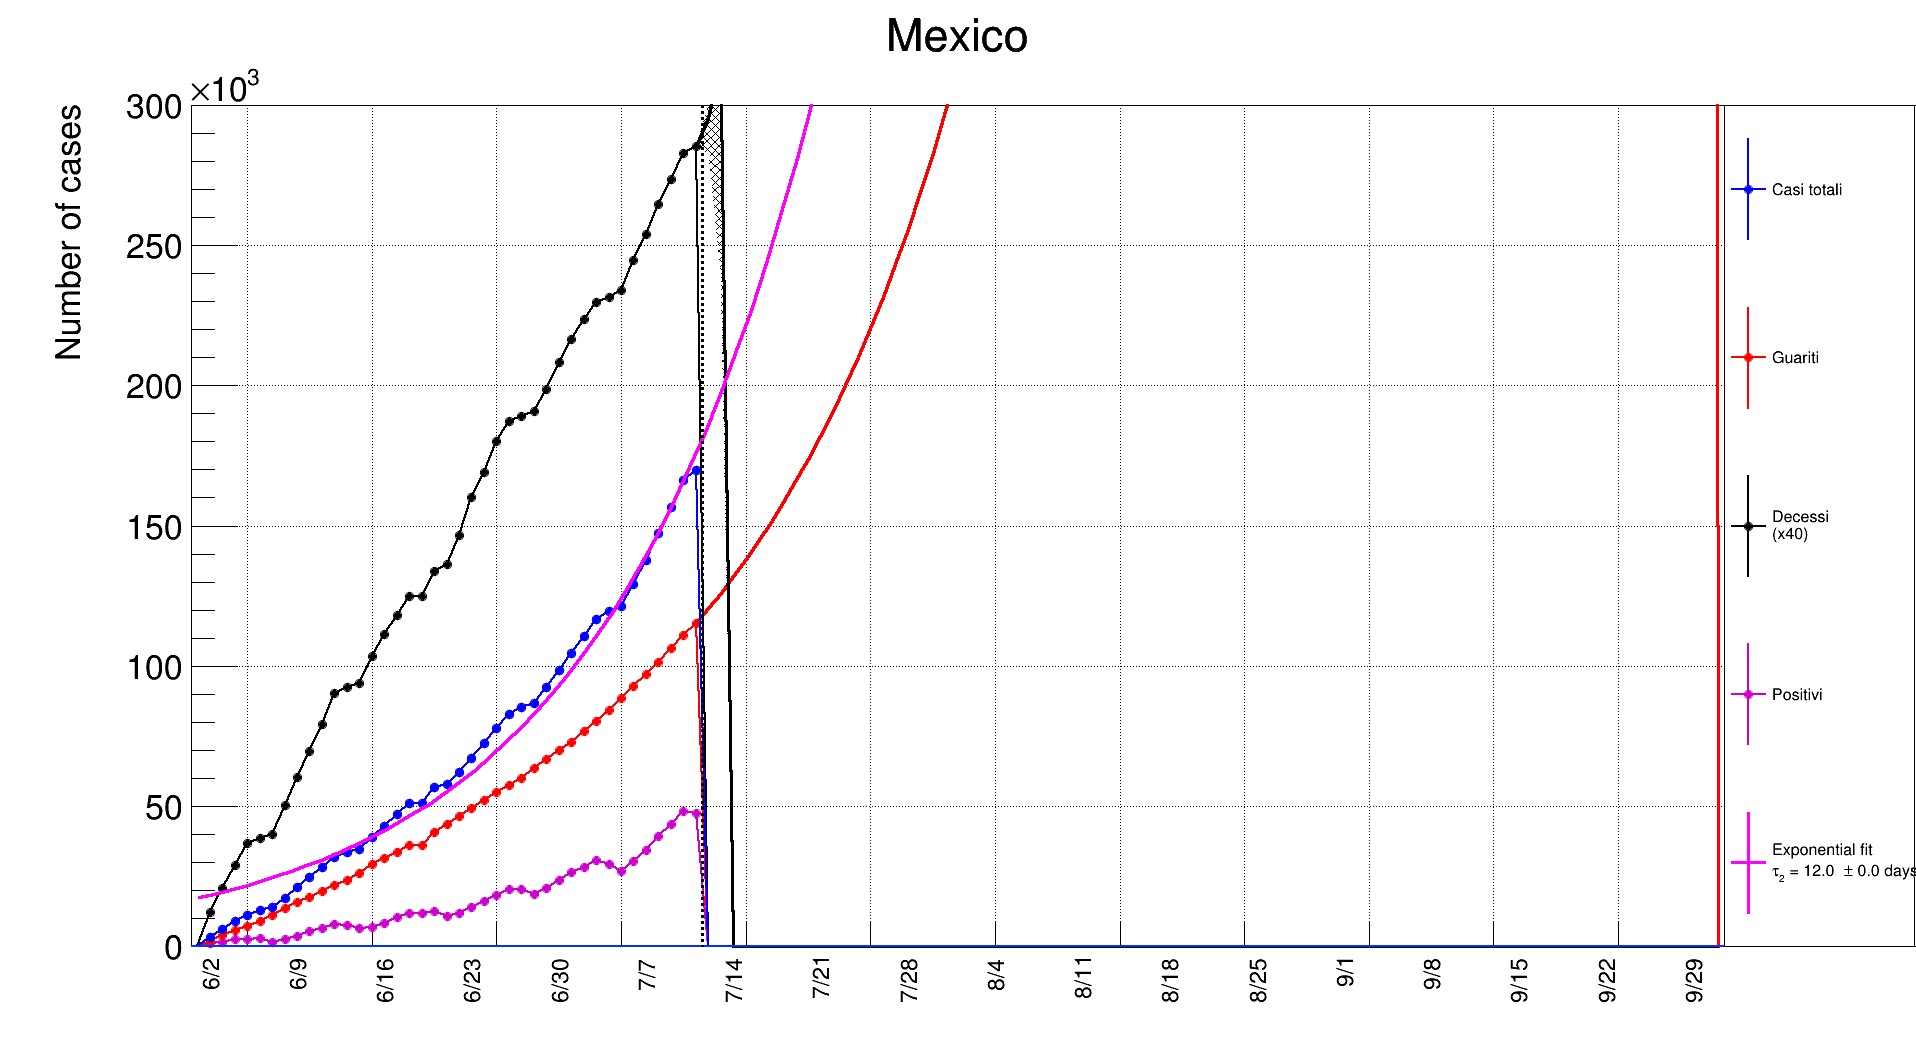 Mexico
×10³
Number of cases
300
250
200
150
100
50
0
6/2
6/9
6/16
6/23
6/30
7/7
7/14
7/21
7/28
8/4
8/11
8/18
8/25
9/1
9/8
9/15
9/22
9/29
Casi totali
Guariti
Decessi
(x40)
Positivi
Exponential fit
τ₂ = 12.0 ± 0.0 days